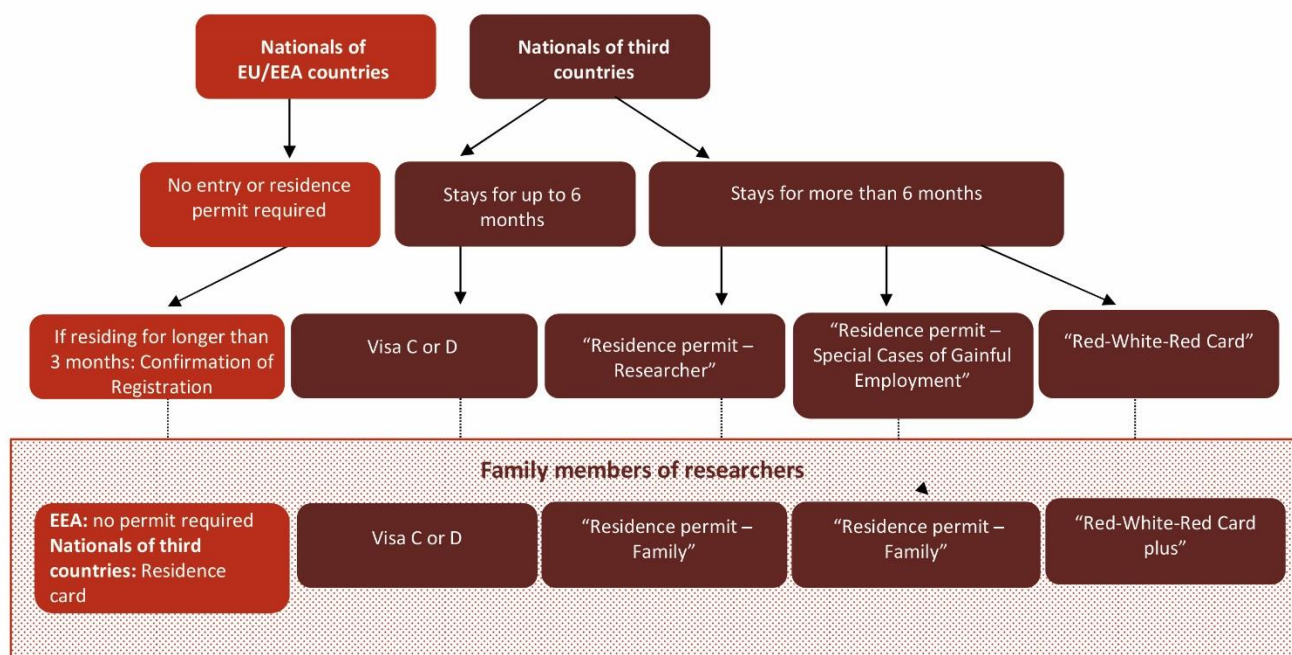 Nationals of
EU/EEA countries
Nationals of third
countries
No entry or residence
permit required
Stays for up to 6
months
Stays for more than 6 months
If residing for longer than
3 months: Confirmation of
Registration
Visa C or D
“Residence permit –
Researcher”
“Residence permit –
Special Cases of Gainful
Employment”
“Red-White-Red Card”
Family members of researchers
EEA: no permit required
Nationals of third
countries: Residence
card
Visa C or D
“Residence permit –
Family”
“Residence permit –
Family”
“Red-White-Red Card
plus”